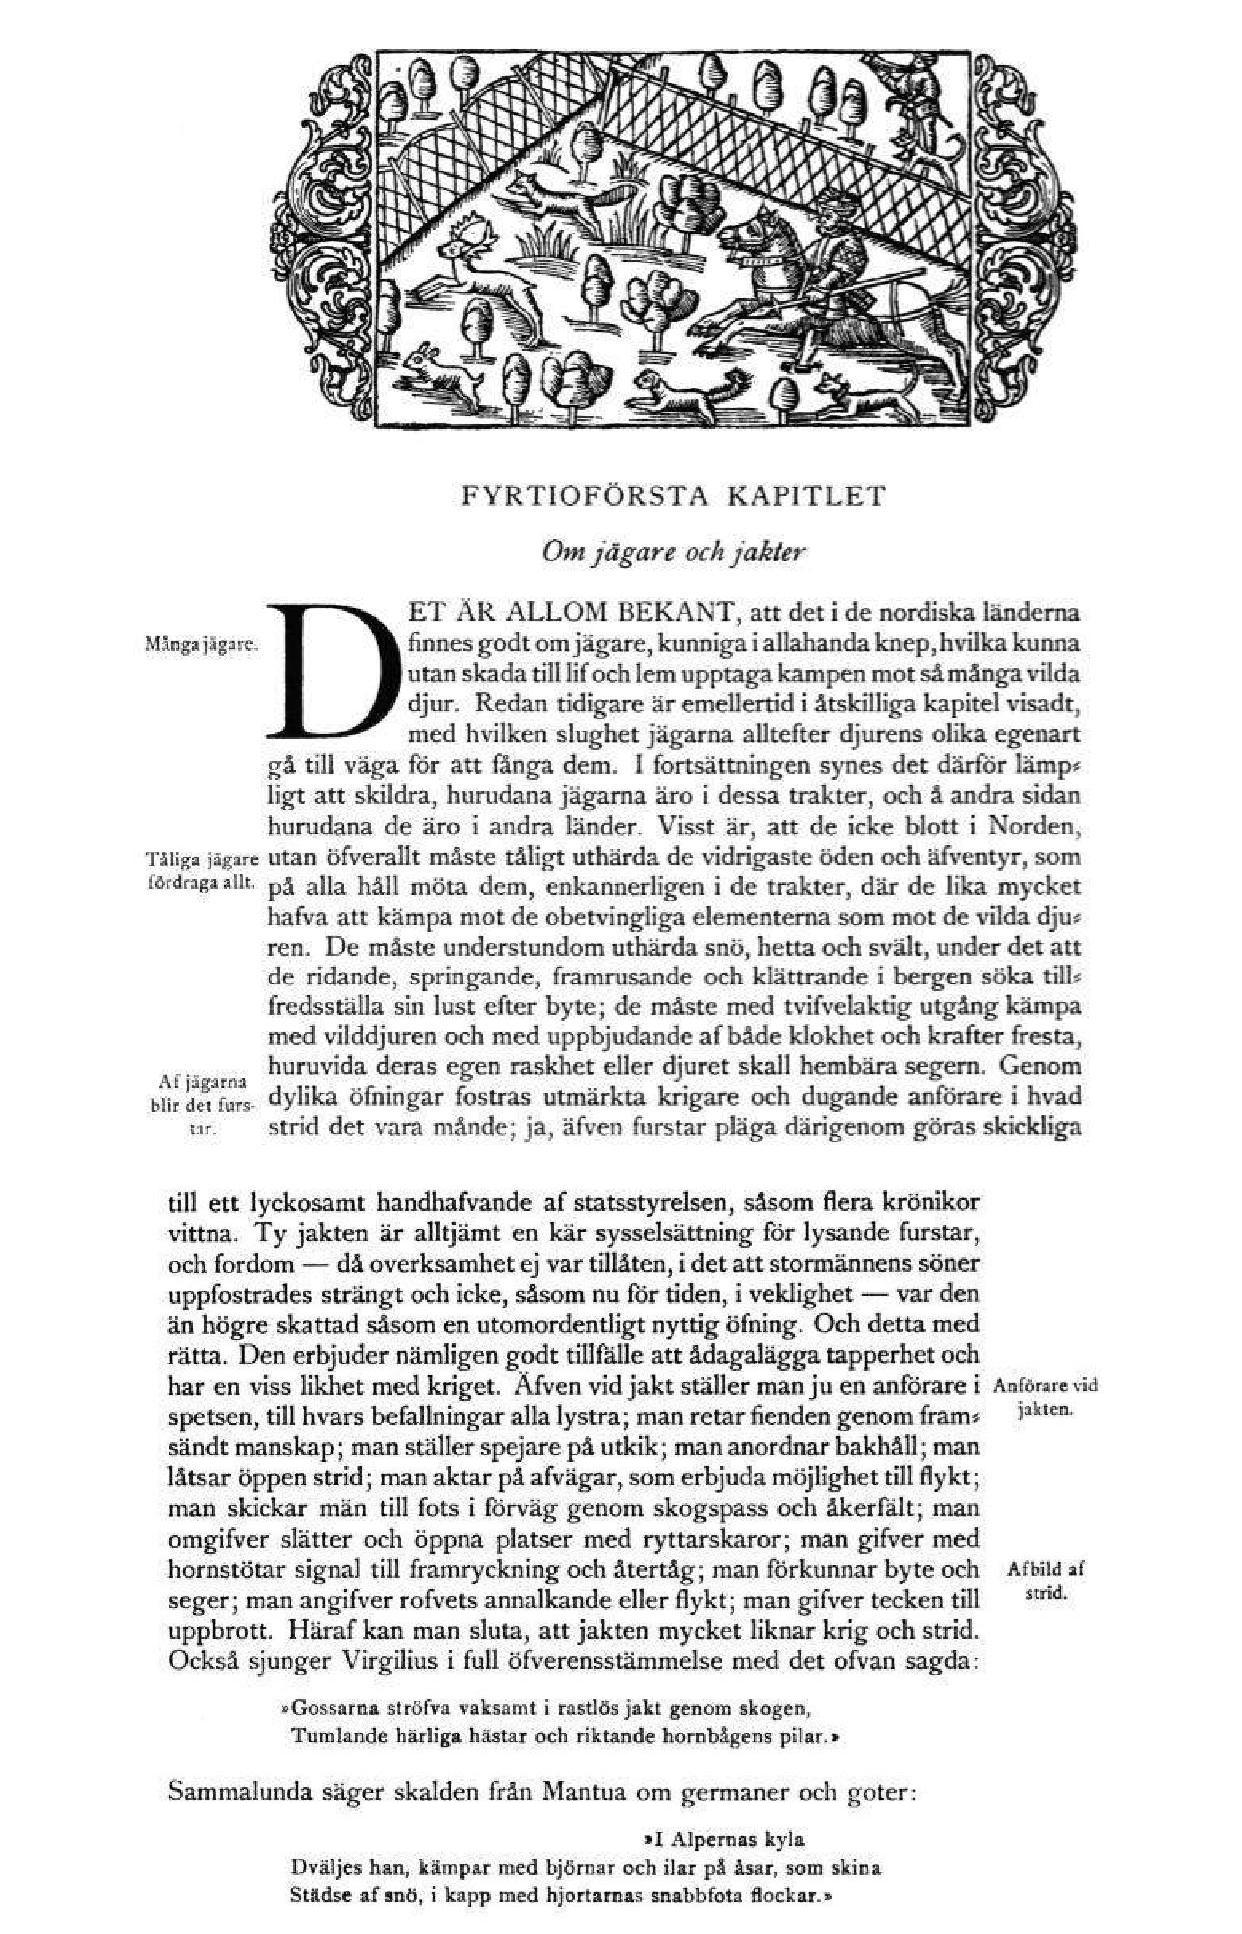 FYRTIOFÖRSTA KAPITLET
Om jägare och jakter
Många jägare.
DET ÄR ALLOM BEKANT, att det i de nordiska länderna
finnes godt om jägare, kunniga i allahanda knep, hvilka kunna
utan skada till lif och lem upptaga kampen mot så många vilda
djur. Redan tidigare är emellertid i åtskilliga kapitel visadt,
med hvilken slughet jägarna alltefter djurens olika egenart
gå till väga för att fånga dem. I fortsättningen synes det därför lämp-
ligt att skildra, hurudana jägarna äro i dessa trakter, och å andra sidan
hurudana de äro i andra länder. Visst är, att de icke blott i Norden,
Tåliga jägare
fördraga allt.
utan öfverallt måste tåligt uthärda de vidrigaste öden och äfventyr, som
på alla håll möta dem, enkannerligen i de trakter, där de lika mycket
hafva att kämpa mot de obetvingliga elementerna som mot de vilda dju-
ren. De måste understundom uthärda snö, hetta och svält, under det att
de ridande, springande, framrusande och klättrande i bergen söka till-
fredsställa sin lust efter byte; de måste med tvifvelaktig utgång kämpa
med vilddjuren och med uppbjudande af både klokhet och krafter fresta,
huruvida deras egen raskhet eller djuret skall hembära segern. Genom
Af jägarna
blir det furs-
tar.
dylika öfningar fostras utmärkta krigare och dugande anförare i hvad
strid det vara månde; ja, äfven furstar pläga därigenom göras skickliga
till ett lyckosamt handhafvande af statsstyrelsen, såsom flera krönikor
vittna. Ty jakten är alltjämt en kär sysselsättning för lysande furstar,
och fordom — då overksamhet ej var tillåten, i det att stormännens söner
uppfostrades strängt och icke, såsom nu för tiden, i veklighet — var den
än högre skattad såsom en utomordentligt nyttig öfning. Och detta med
rätta. Den erbjuder nämligen godt tillfälle att ådagalägga tapperhet och
har en viss likhet med kriget. Äfven vid jakt ställer man ju en anförare i
Anförare vid
jakten.
spetsen, till hvars befallningar alla lystra; man retar fienden genom fram-
sändt manskap; man ställer spejare på utkik; man anordnar bakhåll; man
låtsar öppen strid; man aktar på afvägar, som erbjuda möjlighet till flykt;
man skickar män till fots i förväg genom skogspass och åkerfält; man
omgifver slätter och öppna platser med ryttarskaror; man gifver med
hornstötar signal till framryckning och återtåg; man förkunnar byte och
Afbild af
strid.
seger; man angifver rofvets annalkande eller flykt; man gifver tecken till
uppbrott. Häraf kan man sluta, att jakten mycket liknar krig och strid.
Också sjunger Virgilius i full öfverensstämmelse med det ofvan sagda:
»Gossarna ströfva vaksamt i rastlös jakt genom skogen,
Tumlande härliga hästar och riktande hornbågens pilar.»
Sammalunda säger skalden från Mantua om germaner och goter:
»I Alpernas kyla
Dväljes han, kämpar med björnar och ilar på åsar, som skina
Städse af snö, i kapp med hjortarnas snabbfota flockar.»